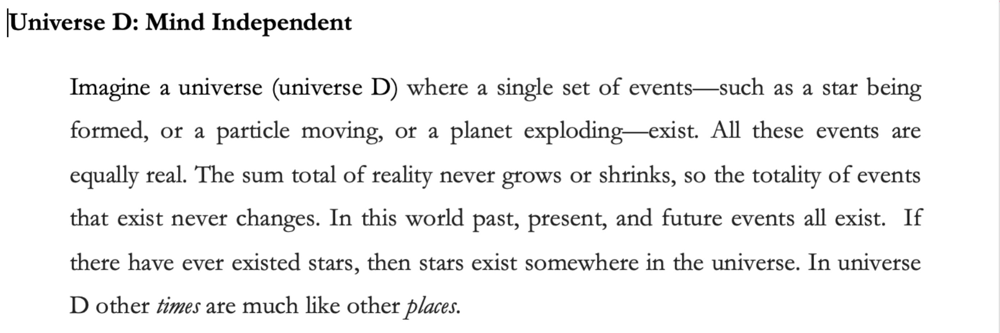 Universe D: Mind Independent
Imagine a universe (universe D) where a single set of events—such as a star being
formed, or a particle moving, or a planet exploding—exist. All these events are
equally real. The sum total of reality never grows or shrinks, so the totality of events
that exist never changes. In this world past, present, and future events all exist.  If
there have ever existed stars, then stars exist somewhere in the universe. In universe
D other times are much like other places.